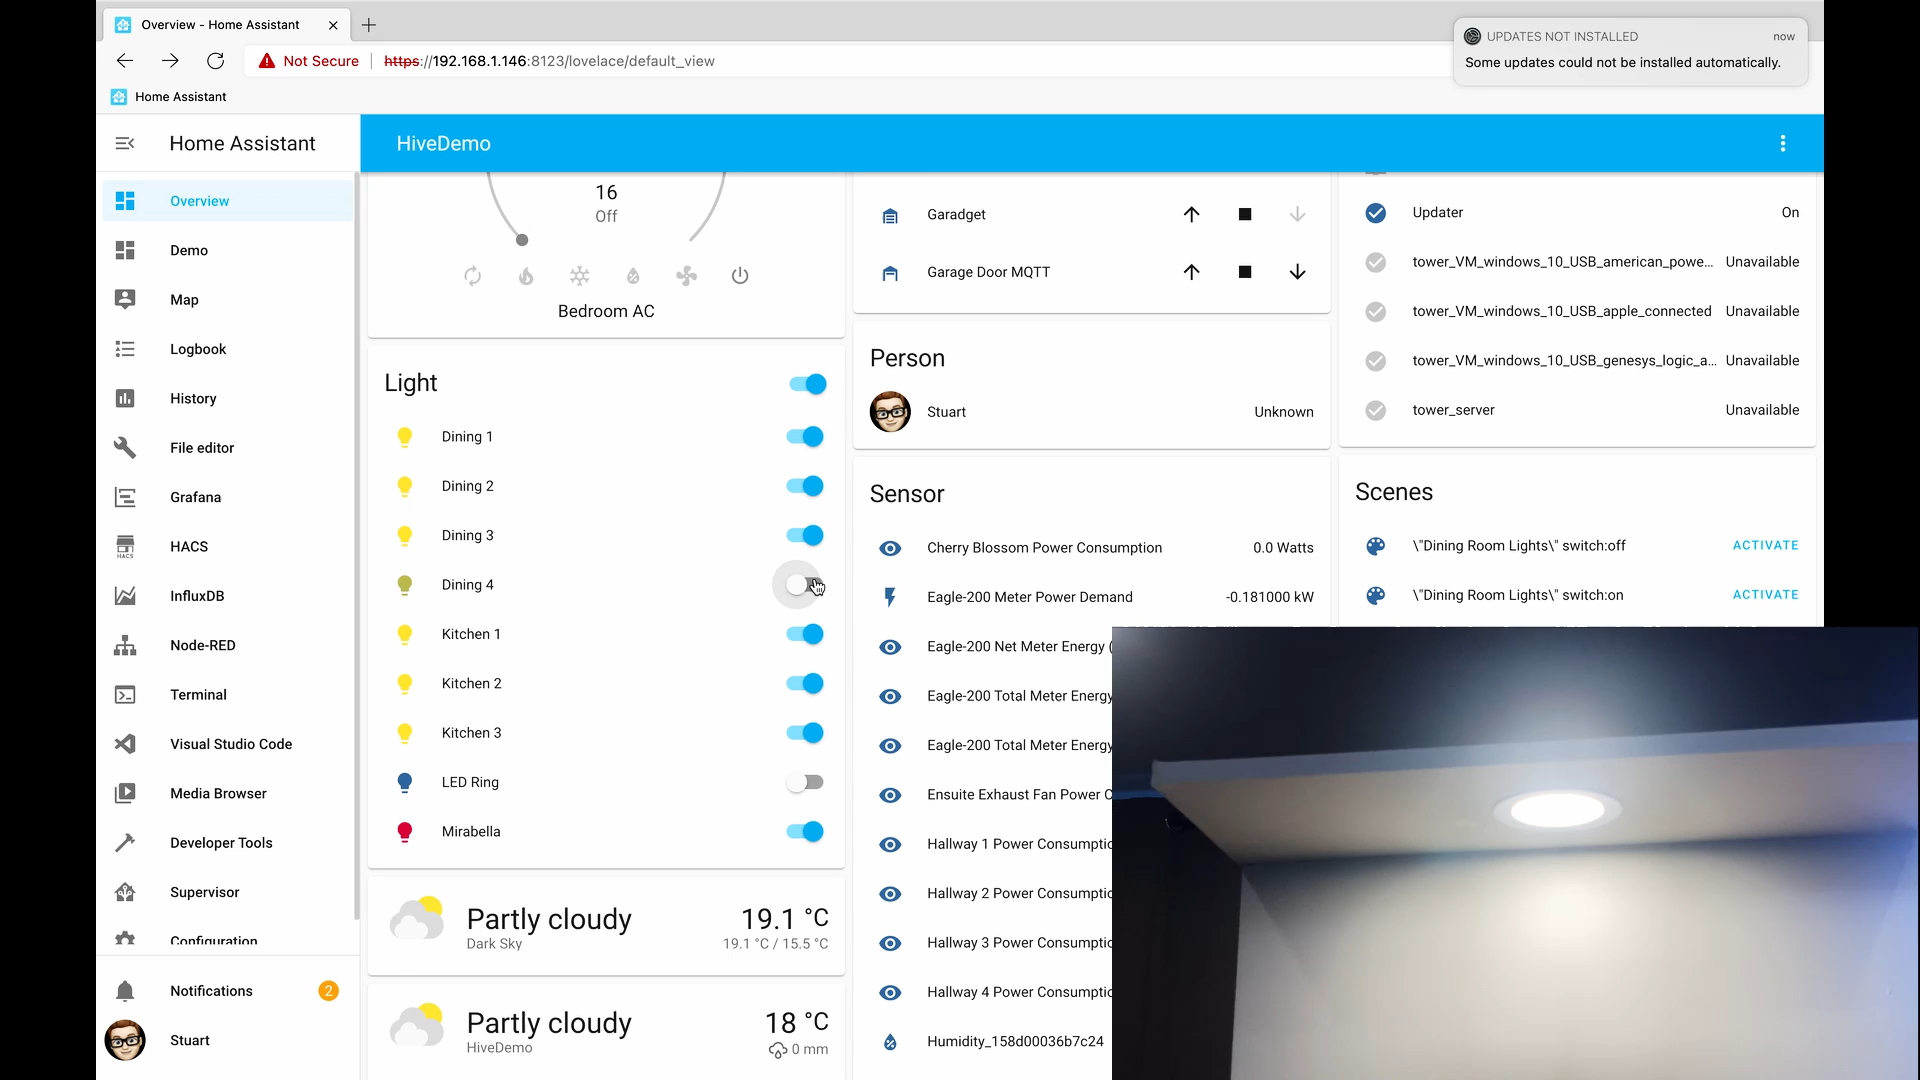 Overview - Home Assistant
UPDATES NOT INSTALLED now
Some updates could not be installed automatically.
Not Secure | https://192.168.1.146:8123/lovelace/default_view
Home Assistant
Home Assistant
Overview
Demo
Map
Logbook
History
File editor
Grafana
HACS
HACS
InfluxDB
Node-RED
Terminal
Visual Studio Code
Media Browser
Developer Tools
Supervisor
Configuration
Notifications 2
Stuart
HiveDemo
16
Off
Bedroom AC
Light
Dining 1
Dining 2
Dining 3
Dining 4
Kitchen 1
Kitchen 2
Kitchen 3
LED Ring
Mirabella
Partly cloudy 19.1 °C
Dark Sky 19.1 °C / 15.5 °C
Partly cloudy 18 °C
HiveDemo 0 mm
Garadget
Garage Door MQTT
Person
Stuart Unknown
Sensor
Cherry Blossom Power Consumption 0.0 Watts
Eagle-200 Meter Power Demand -0.181000 kW
Eagle-200 Net Meter Energy (
Eagle-200 Total Meter Energy
Eagle-200 Total Meter Energy
Ensuite Exhaust Fan Power C
Hallway 1 Power Consumptio
Hallway 2 Power Consumptio
Hallway 3 Power Consumptio
Hallway 4 Power Consumptio
Humidity_158d00036b7c24
Updater On
tower_VM_windows_10_USB_american_powe... Unavailable
tower_VM_windows_10_USB_apple_connected Unavailable
tower_VM_windows_10_USB_genesys_logic_a... Unavailable
tower_server Unavailable
Scenes
\"Dining Room Lights\" switch:off ACTIVATE
\"Dining Room Lights\" switch:on ACTIVATE